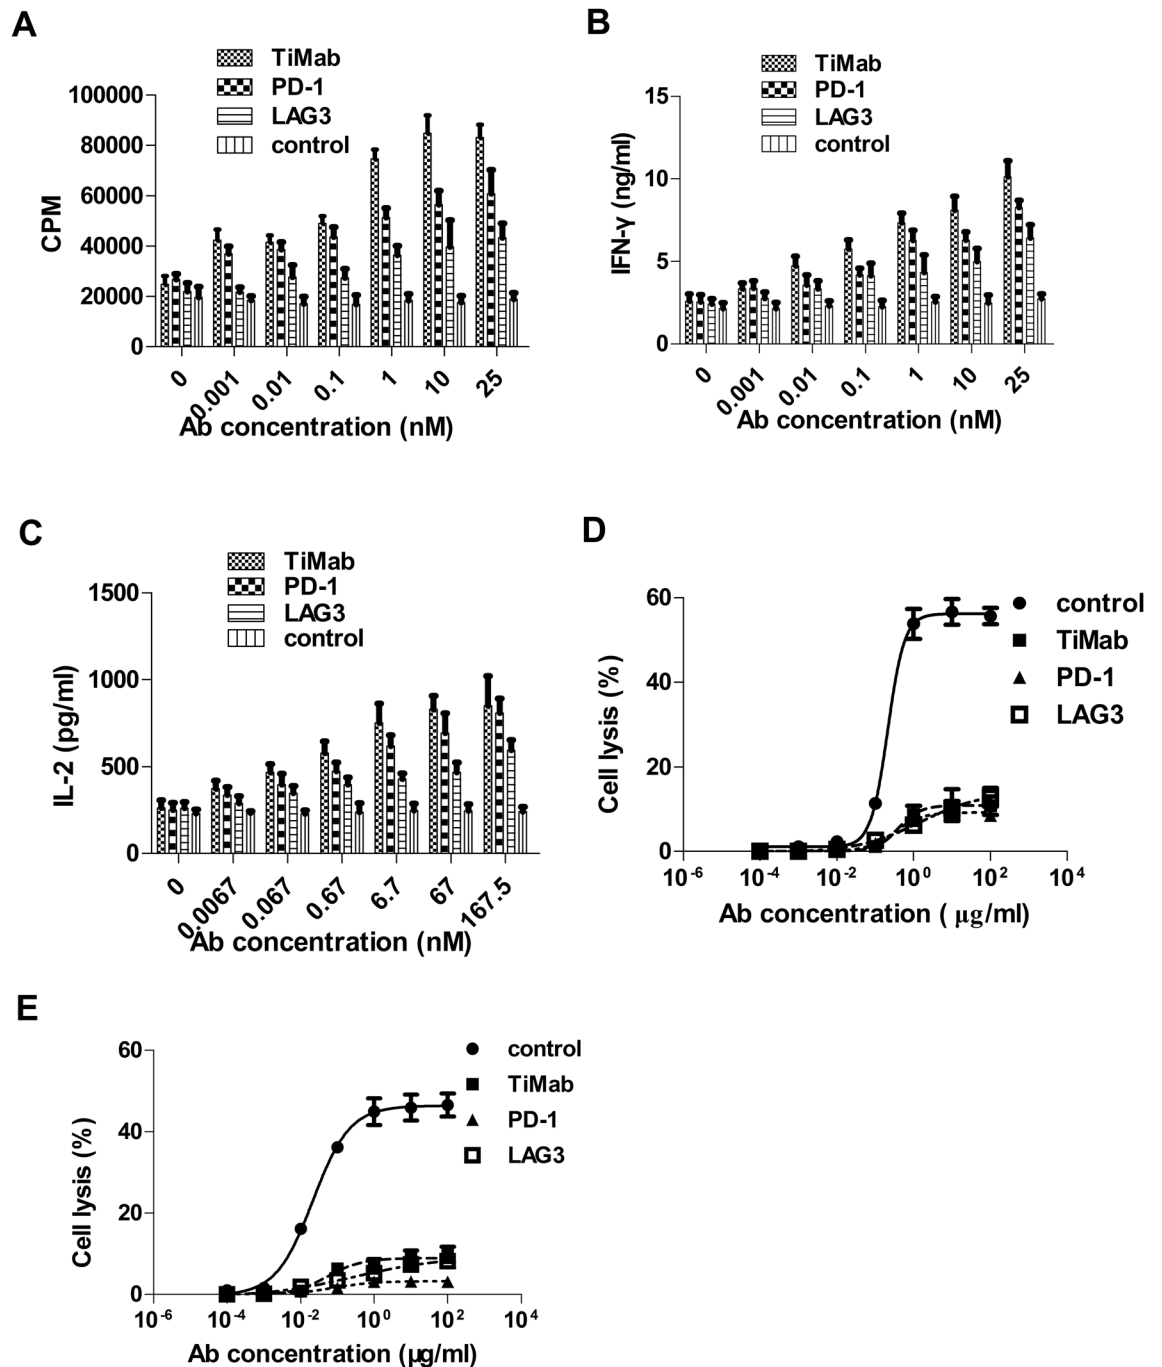 A
TiMab
PD-1
LAG3
control
100000
80000
60000
40000
20000
0
CPM
0 0.001 0.01 0.1 1 10 25
Ab concentration (nM)
B
TiMab
PD-1
LAG3
control
15
10
5
0
IFN-γ (ng/ml)
0 0.001 0.01 0.1 1 10 25
Ab concentration (nM)
C
TiMab
PD-1
LAG3
control
1500
1000
500
0
IL-2 (pg/ml)
0 0.0067 0.067 0.67 6.7 67 167.5
Ab concentration (nM)
D
control
TiMab
PD-1
LAG3
60
40
20
0
Cell lysis (%)
10-6 10-4 10-2 100 102 104
Ab concentration ( μg/ml)
E
control
TiMab
PD-1
LAG3
60
40
20
0
Cell lysis (%)
10-6 10-4 10-2 100 102 104
Ab concentration (μg/ml)